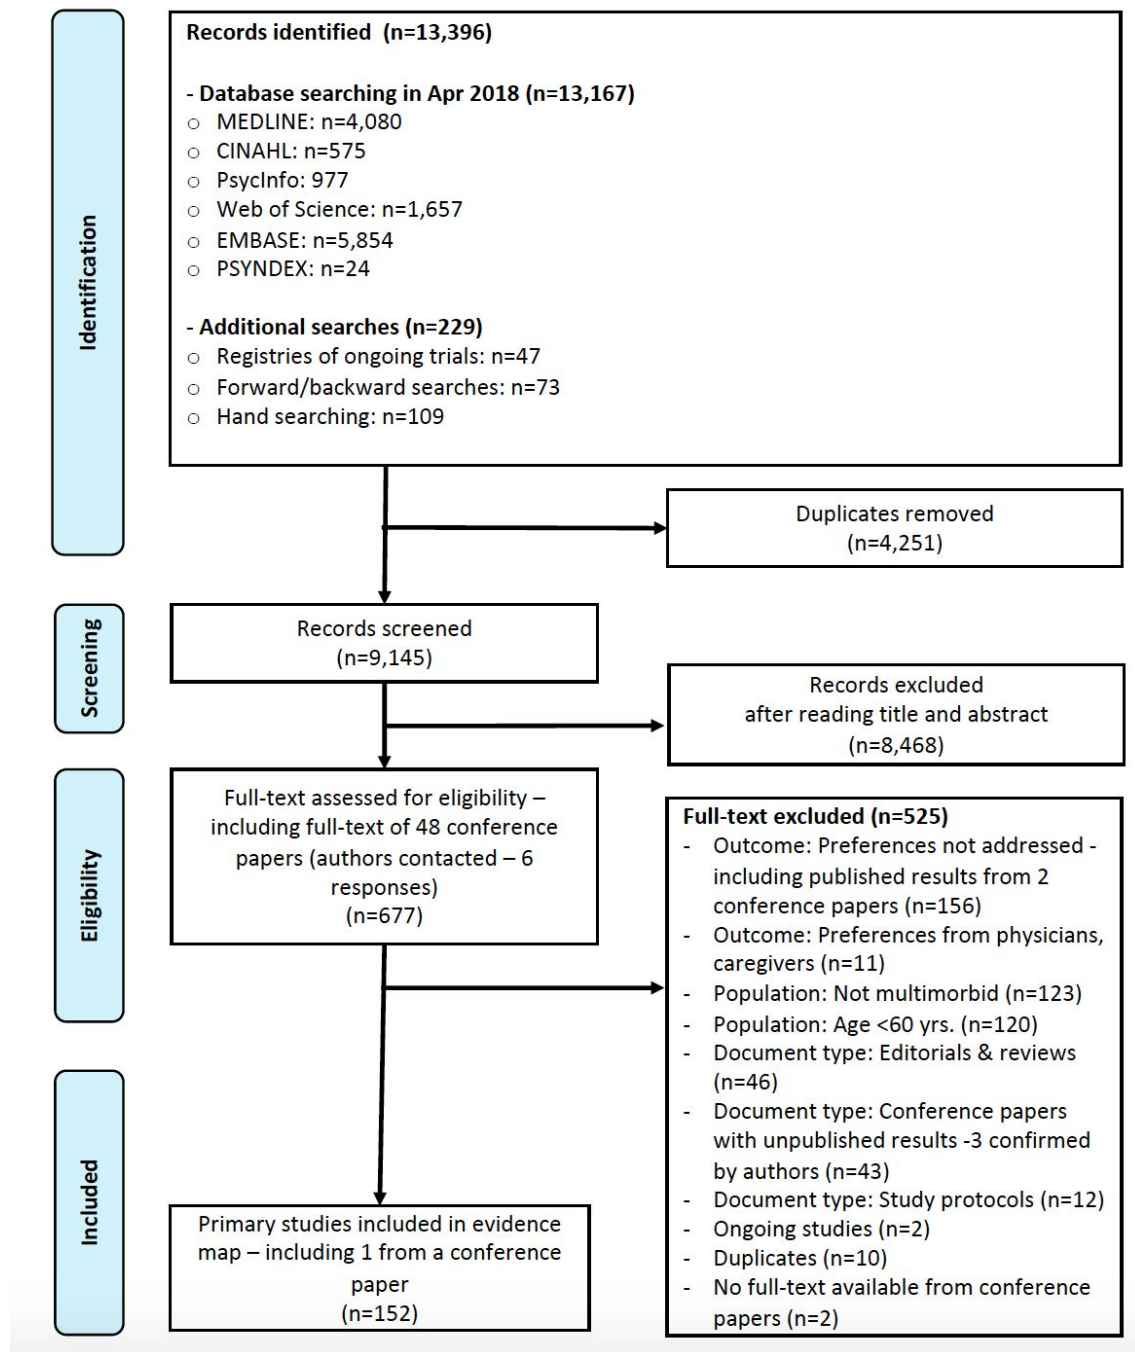 Identification
Records identified (n=13,396)
- Database searching in Apr 2018 (n=13,167)
○ MEDLINE: n=4,080
○ CINAHL: n=575
○ PsycInfo: 977
○ Web of Science: n=1,657
○ EMBASE: n=5,854
○ PSYNDEX: n=24
- Additional searches (n=229)
○ Registries of ongoing trials: n=47
○ Forward/backward searches: n=73
○ Hand searching: n=109
Duplicates removed
(n=4,251)
Screening
Records screened
(n=9,145)
Records excluded
after reading title and abstract
(n=8,468)
Eligibility
Full-text assessed for eligibility –
including full-text of 48 conference
papers (authors contacted – 6
responses)
(n=677)
Full-text excluded (n=525)
- Outcome: Preferences not addressed -
including published results from 2
conference papers (n=156)
- Outcome: Preferences from physicians,
caregivers (n=11)
- Population: Not multimorbid (n=123)
- Population: Age <60 yrs. (n=120)
- Document type: Editorials & reviews
(n=46)
- Document type: Conference papers
with unpublished results -3 confirmed
by authors (n=43)
- Document type: Study protocols (n=12)
- Ongoing studies (n=2)
- Duplicates (n=10)
- No full-text available from conference
papers (n=2)
Included
Primary studies included in evidence
map – including 1 from a conference
paper
(n=152)